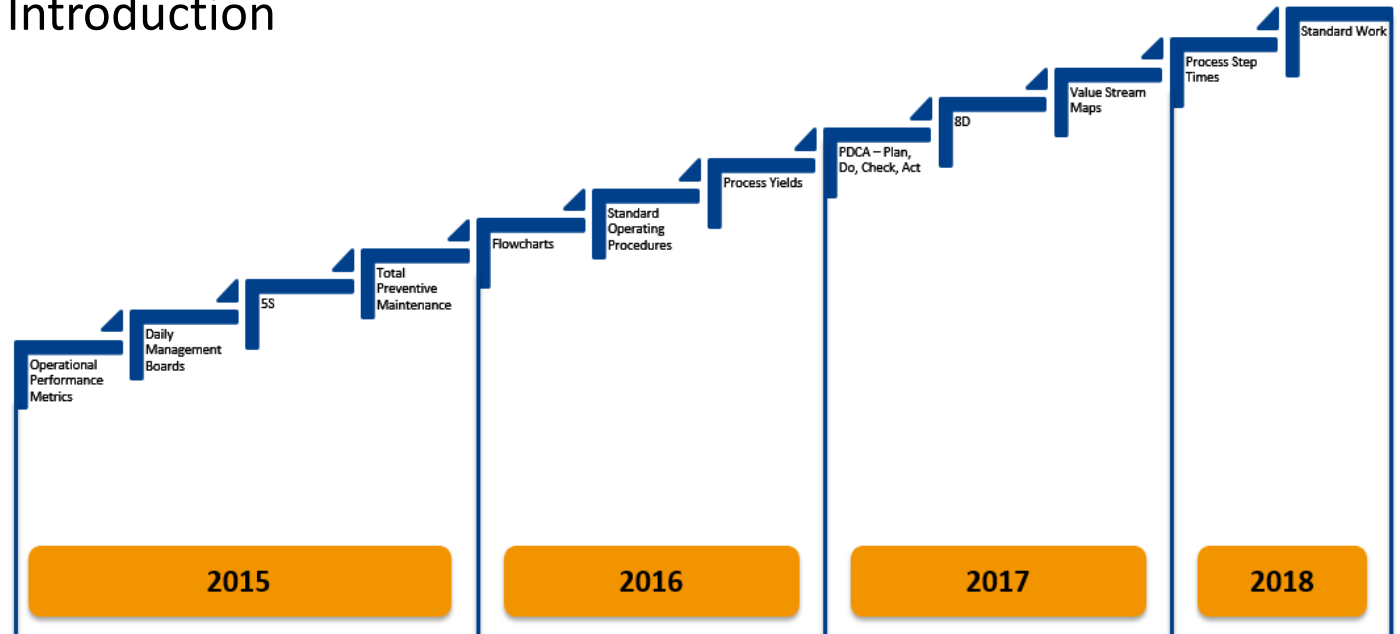 Introduction
Operational
Performance
Metrics
Daily
Management
Boards
5S
Total
Preventive
Maintenance
Flowcharts
Standard
Operating
Procedures
Process Yields
PDCA – Plan,
Do, Check, Act
8D
Value Stream
Maps
Process Step
Times
Standard Work
2015
2016
2017
2018